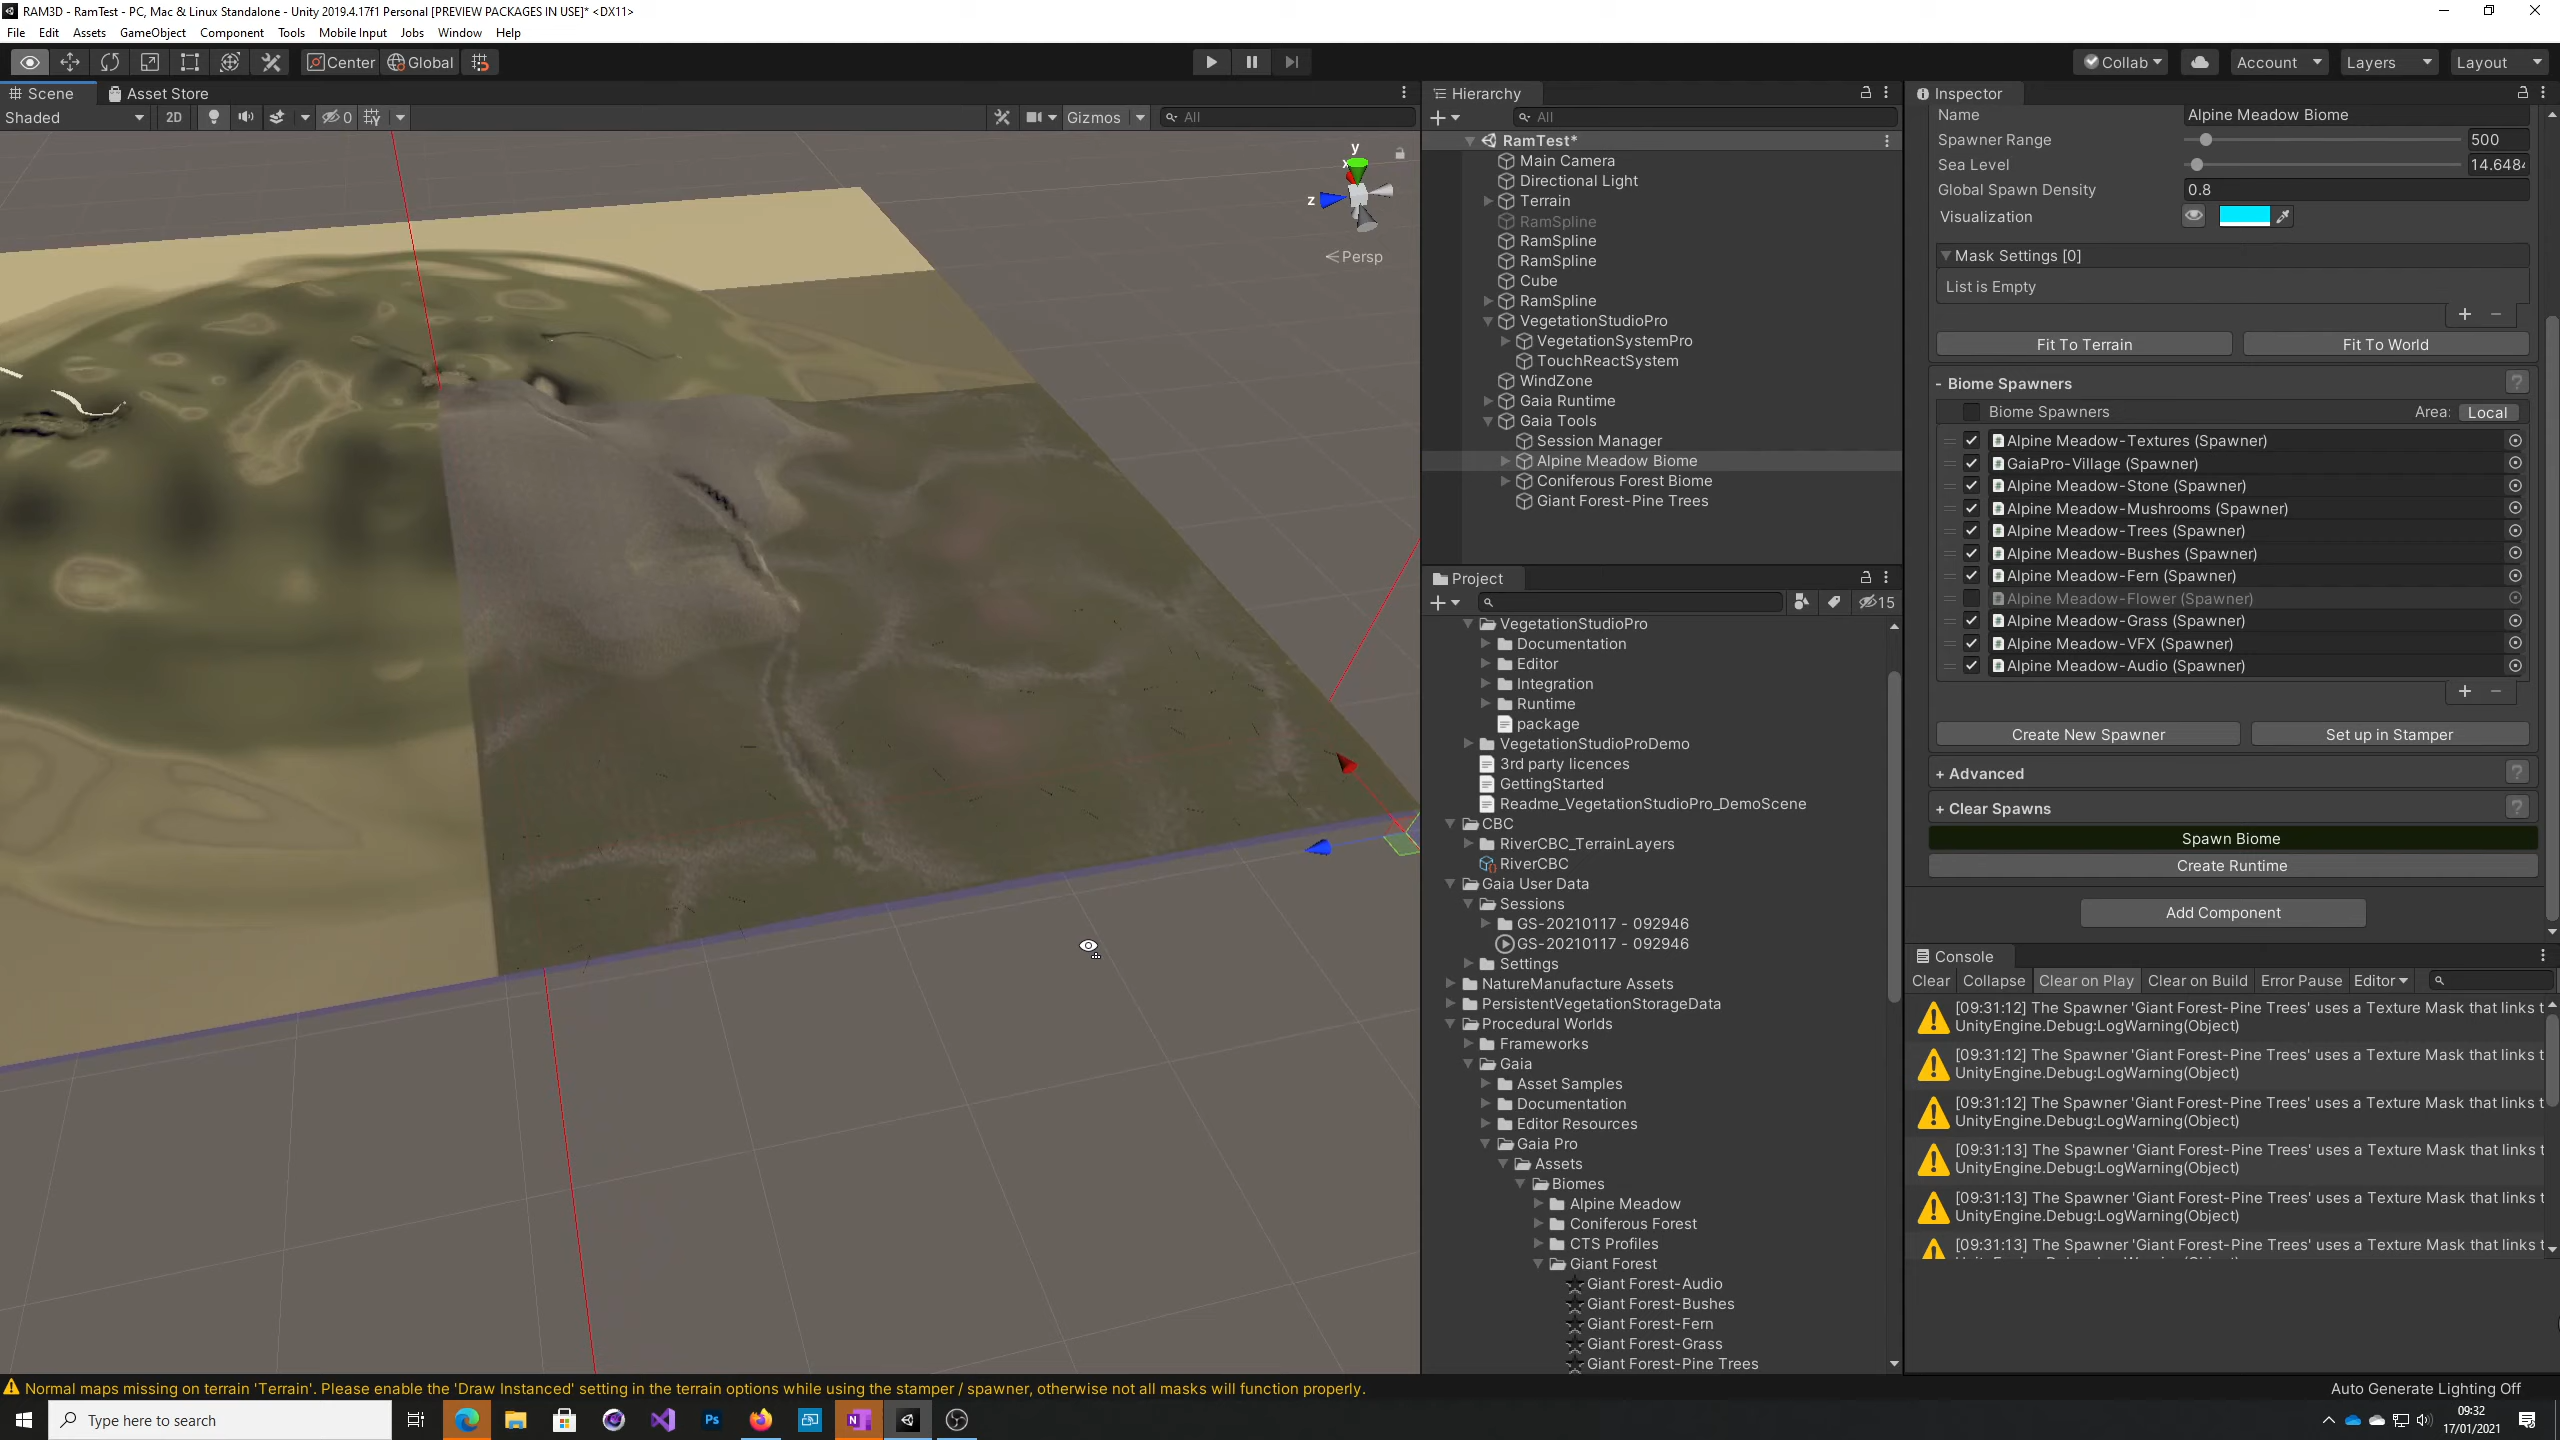 RAM3D - RamTest - PC, Mac & Linux Standalone - Unity 2019.4.17f1 Personal [PREVIEW PACKAGES IN USE]* <DX11>
File Edit Assets GameObject Component Tools Mobile Input Jobs Window Help
Center Global Collab Account Layers Layout
Scene Asset Store
Shaded 2D 0 Gizmos All
y
x
z
Persp
Hierarchy
All
RamTest*
Main Camera
Directional Light
Terrain
RamSpline
RamSpline
RamSpline
Cube
RamSpline
VegetationStudioPro
VegetationSystemPro
TouchReactSystem
WindZone
Gaia Runtime
Gaia Tools
Session Manager
Alpine Meadow Biome
Coniferous Forest Biome
Giant Forest-Pine Trees
Project
15
VegetationStudioPro
Documentation
Editor
Integration
Runtime
package
VegetationStudioProDemo
3rd party licences
GettingStarted
Readme_VegetationStudioPro_DemoScene
CBC
RiverCBC_TerrainLayers
RiverCBC
Gaia User Data
Sessions
GS-20210117 - 092946
GS-20210117 - 092946
Settings
NatureManufacture Assets
PersistentVegetationStorageData
Procedural Worlds
Frameworks
Gaia
Asset Samples
Documentation
Editor Resources
Gaia Pro
Assets
Biomes
Alpine Meadow
Coniferous Forest
CTS Profiles
Giant Forest
Giant Forest-Audio
Giant Forest-Bushes
Giant Forest-Fern
Giant Forest-Grass
Giant Forest-Pine Trees
Inspector
Name Alpine Meadow Biome
Spawner Range 500
Sea Level 14.648
Global Spawn Density 0.8
Visualization
Mask Settings [0]
List is Empty
+ -
Fit To Terrain Fit To World
- Biome Spawners ?
Biome Spawners Area: Local
Alpine Meadow-Textures (Spawner)
GaiaPro-Village (Spawner)
Alpine Meadow-Stone (Spawner)
Alpine Meadow-Mushrooms (Spawner)
Alpine Meadow-Trees (Spawner)
Alpine Meadow-Bushes (Spawner)
Alpine Meadow-Fern (Spawner)
Alpine Meadow-Flower (Spawner)
Alpine Meadow-Grass (Spawner)
Alpine Meadow-VFX (Spawner)
Alpine Meadow-Audio (Spawner)
+ -
Create New Spawner Set up in Stamper
+ Advanced ?
+ Clear Spawns ?
Spawn Biome
Create Runtime
Add Component
Console
Clear Collapse Clear on Play Clear on Build Error Pause Editor
[09:31:12] The Spawner 'Giant Forest-Pine Trees' uses a Texture Mask that links t
UnityEngine.Debug:LogWarning(Object)
[09:31:12] The Spawner 'Giant Forest-Pine Trees' uses a Texture Mask that links t
UnityEngine.Debug:LogWarning(Object)
[09:31:12] The Spawner 'Giant Forest-Pine Trees' uses a Texture Mask that links t
UnityEngine.Debug:LogWarning(Object)
[09:31:13] The Spawner 'Giant Forest-Pine Trees' uses a Texture Mask that links t
UnityEngine.Debug:LogWarning(Object)
[09:31:13] The Spawner 'Giant Forest-Pine Trees' uses a Texture Mask that links t
UnityEngine.Debug:LogWarning(Object)
[09:31:13] The Spawner 'Giant Forest-Pine Trees' uses a Texture Mask that links t
Normal maps missing on terrain 'Terrain'. Please enable the 'Draw Instanced' setting in the terrain options while using the stamper / spawner, otherwise not all masks will function properly.
Auto Generate Lighting Off
Type here to search
Ps
09:32
17/01/2021